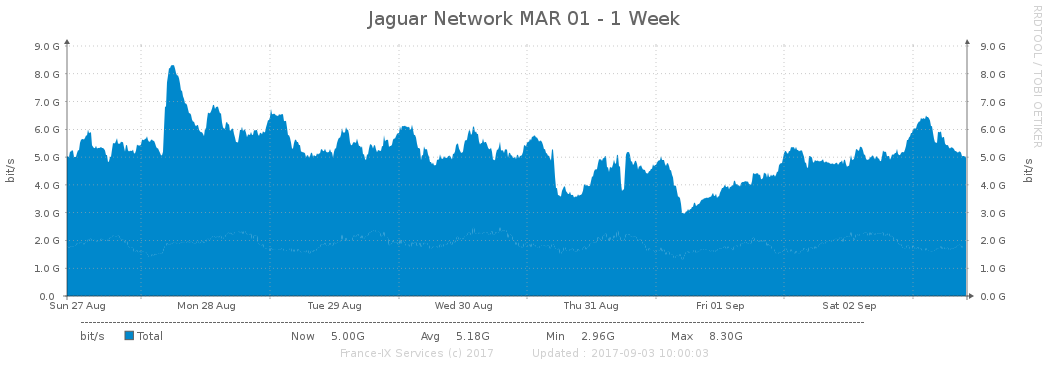 Jaguar Network MAR 01 - 1 Week
RRDTOOL / TOBI OETIKER
bit/s
9.0 G 9.0 G
8.0 G 8.0 G
7.0 G 7.0 G
6.0 G 6.0 G
5.0 G 5.0 G
4.0 G 4.0 G
3.0 G 3.0 G
2.0 G 2.0 G
1.0 G 1.0 G
0.0 0.0 G
bit/s
Sun 27 Aug Mon 28 Aug Tue 29 Aug Wed 30 Aug Thu 31 Aug Fri 01 Sep Sat 02 Sep
bit/s Total Now 5.00G Avg 5.18G Min 2.96G Max 8.30G
France-IX Services (c) 2017 Updated : 2017-09-03 10:00:03